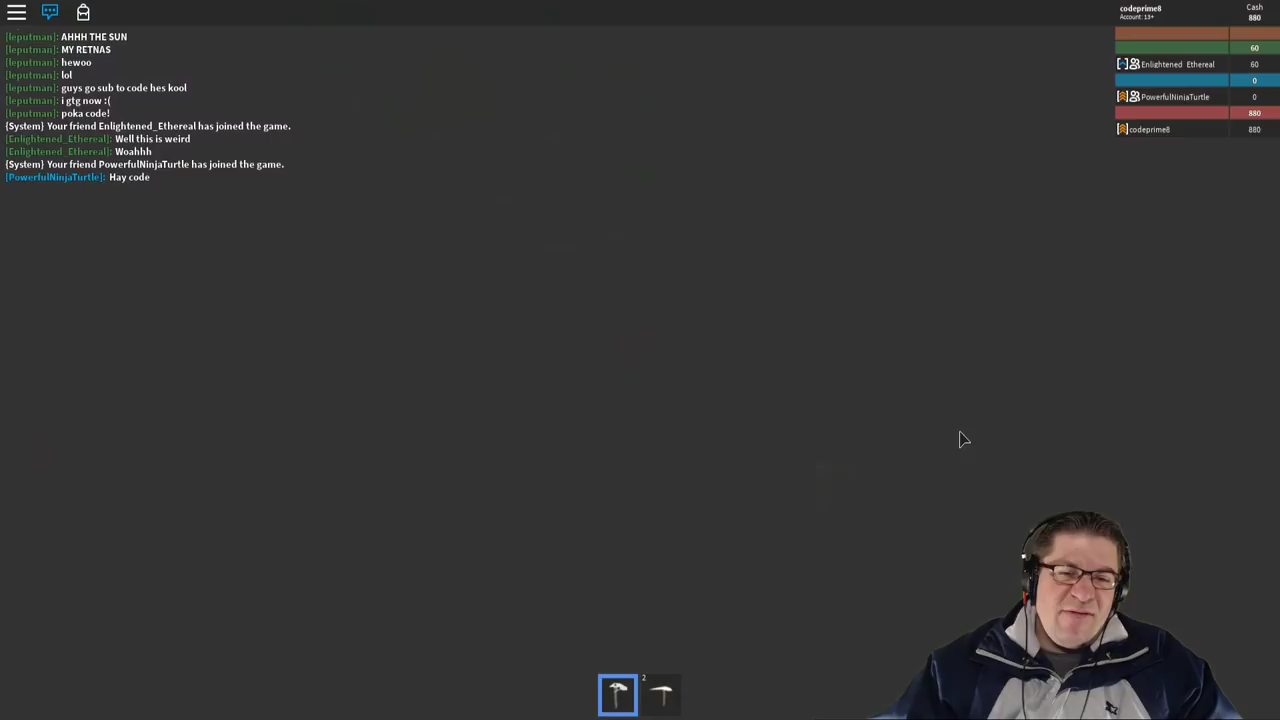 codeprime8
Account: 13+
Cash
880
[leputman]: AHHH THE SUN
[leputman]: MY RETNAS
[leputman]: hewoo
[leputman]: lol
[leputman]: guys go sub to code hes kool
[leputman]: i gtg now :(
[leputman]: poka code!
{System} Your friend Enlightened_Ethereal has joined the game.
[Enlightened_Ethereal]: Well this is weird
[Enlightened_Ethereal]: Woahhh
{System} Your friend PowerfulNinjaTurtle has joined the game.
[PowerfulNinjaTurtle]: Hay code
60
Enlightened_Ethereal 60
0
PowerfulNinjaTurtle 0
880
codeprime8 880
2